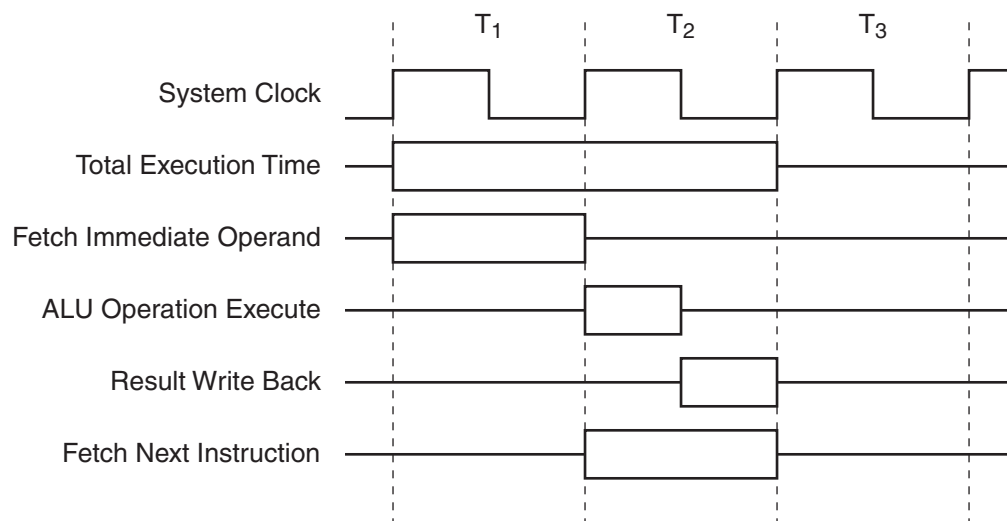 T1 T2 T3
System Clock
Total Execution Time
Fetch Immediate Operand
ALU Operation Execute
Result Write Back
Fetch Next Instruction